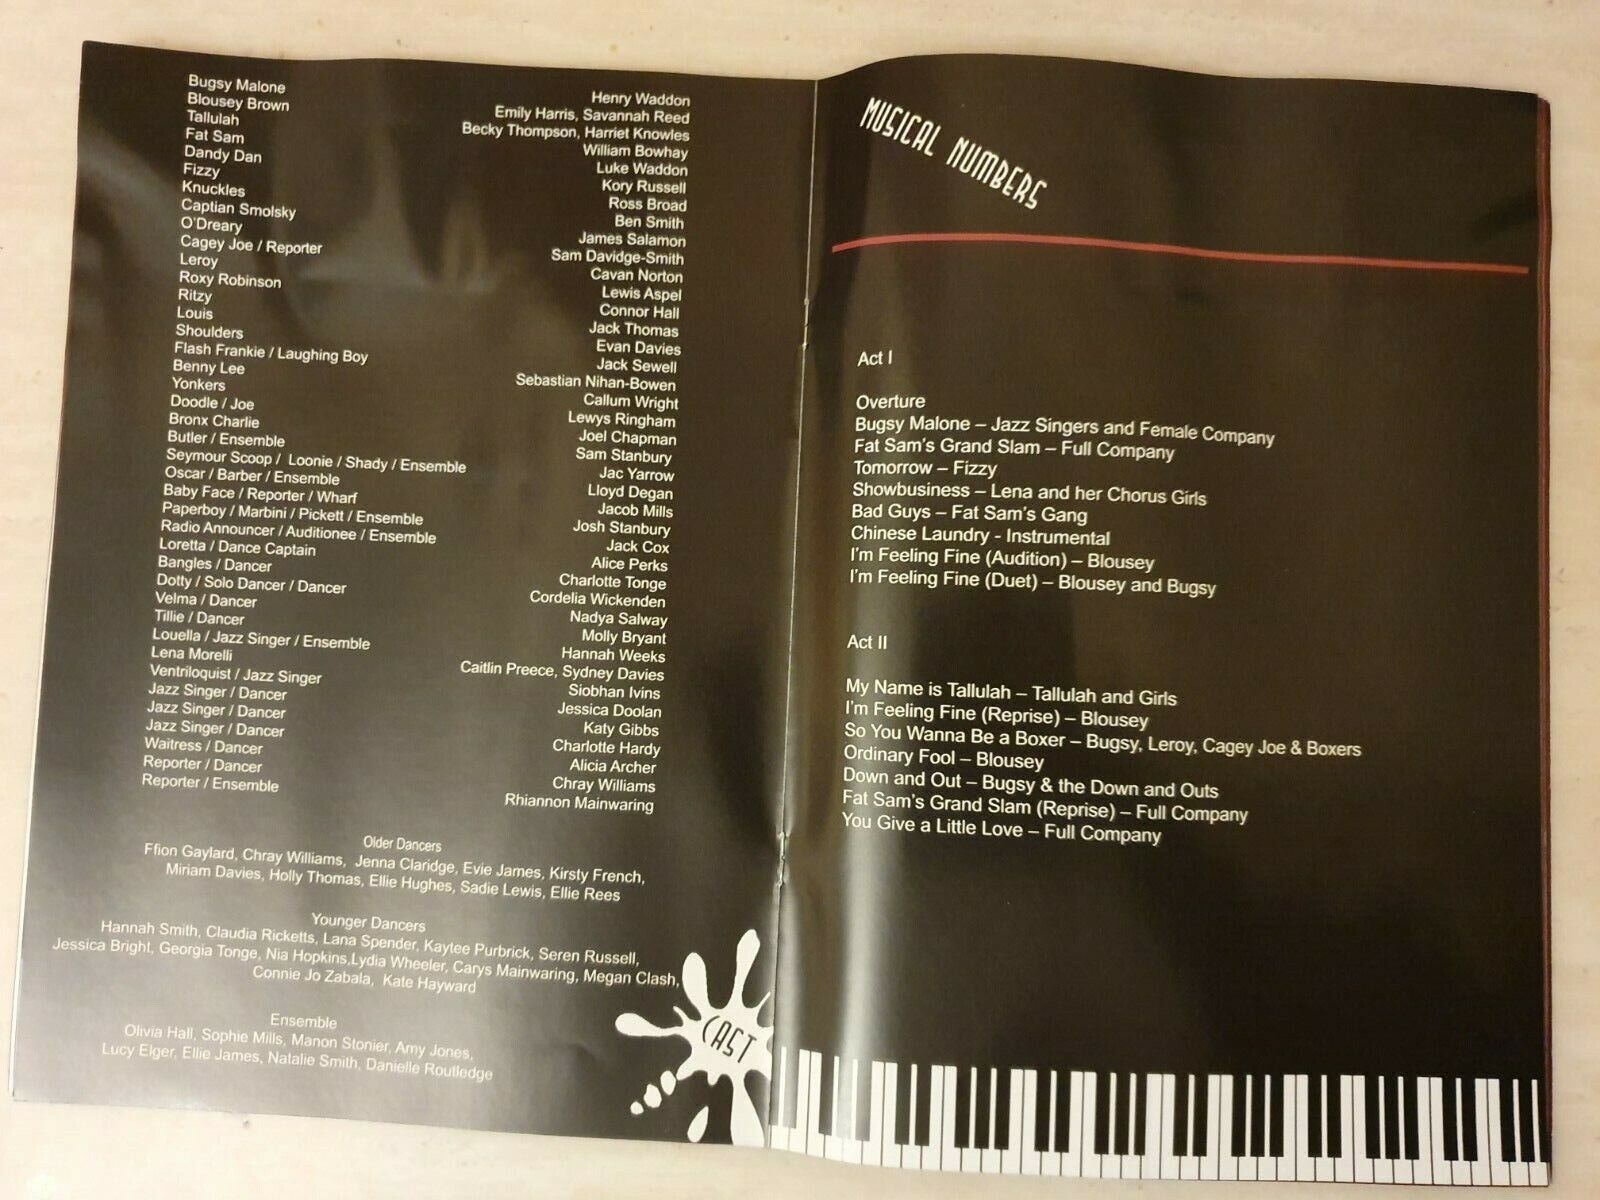 Bugsy Malone Henry Waddon
Blousey Brown Emily Harris, Savannah Reed
Tallulah Becky Thompson, Harriet Knowles
Fat Sam William Bowhay
Dandy Dan Luke Waddon
Fizzy Kory Russell
Knuckles Ross Broad
Captian Smolsky Ben Smith
O'Dreary James Salamon
Cagey Joe / Reporter Sam Davidge-Smith
Leroy Cavan Norton
Roxy Robinson Lewis Aspel
Ritzy Connor Hall
Louis Jack Thomas
Shoulders Evan Davies
Flash Frankie / Laughing Boy Jack Sewell
Benny Lee Sebastian Nihan-Bowen
Yonkers Callum Wright
Doodle / Joe Lewys Ringham
Bronx Charlie Joel Chapman
Butler / Ensemble Sam Stanbury
Seymour Scoop / Loonie / Shady / Ensemble Jac Yarrow
Oscar / Barber / Ensemble Lloyd Degan
Baby Face / Reporter / Wharf Jacob Mills
Paperboy / Marbini / Pickett / Ensemble Josh Stanbury
Radio Announcer / Auditionee / Ensemble Jack Cox
Loretta / Dance Captain Alice Perks
Bangles / Dancer Charlotte Tonge
Dotty / Solo Dancer / Dancer Cordelia Wickenden
Velma / Dancer Nadya Salway
Tillie / Dancer Molly Bryant
Louella / Jazz Singer / Ensemble Hannah Weeks
Lena Morelli Caitlin Preece, Sydney Davies
Ventriloquist / Jazz Singer Siobhan Ivins
Jazz Singer / Dancer Jessica Doolan
Jazz Singer / Dancer Katy Gibbs
Jazz Singer / Dancer Charlotte Hardy
Waitress / Dancer Alicia Archer
Reporter / Dancer Chray Williams
Reporter / Ensemble Rhiannon Mainwaring
Older Dancers
Ffion Gaylard, Chray Williams, Jenna Claridge, Evie James, Kirsty French,
Miriam Davies, Holly Thomas, Ellie Hughes, Sadie Lewis, Ellie Rees
Younger Dancers
Hannah Smith, Claudia Ricketts, Lana Spender, Kaytee Purbrick, Seren Russell,
Jessica Bright, Georgia Tonge, Nia Hopkins,Lydia Wheeler, Carys Mainwaring, Megan Clash,
Connie Jo Zabala, Kate Hayward
Ensemble
Olivia Hall, Sophie Mills, Manon Stonier, Amy Jones,
Lucy Elger, Ellie James, Natalie Smith, Danielle Routledge
CAST
MUSICAL NUMBERS
Act I
Overture
Bugsy Malone – Jazz Singers and Female Company
Fat Sam's Grand Slam – Full Company
Tomorrow – Fizzy
Showbusiness – Lena and her Chorus Girls
Bad Guys – Fat Sam's Gang
Chinese Laundry - Instrumental
I'm Feeling Fine (Audition) – Blousey
I'm Feeling Fine (Duet) – Blousey and Bugsy
Act II
My Name is Tallulah – Tallulah and Girls
I'm Feeling Fine (Reprise) – Blousey
So You Wanna Be a Boxer – Bugsy, Leroy, Cagey Joe & Boxers
Ordinary Fool – Blousey
Down and Out – Bugsy & the Down and Outs
Fat Sam's Grand Slam (Reprise) – Full Company
You Give a Little Love – Full Company